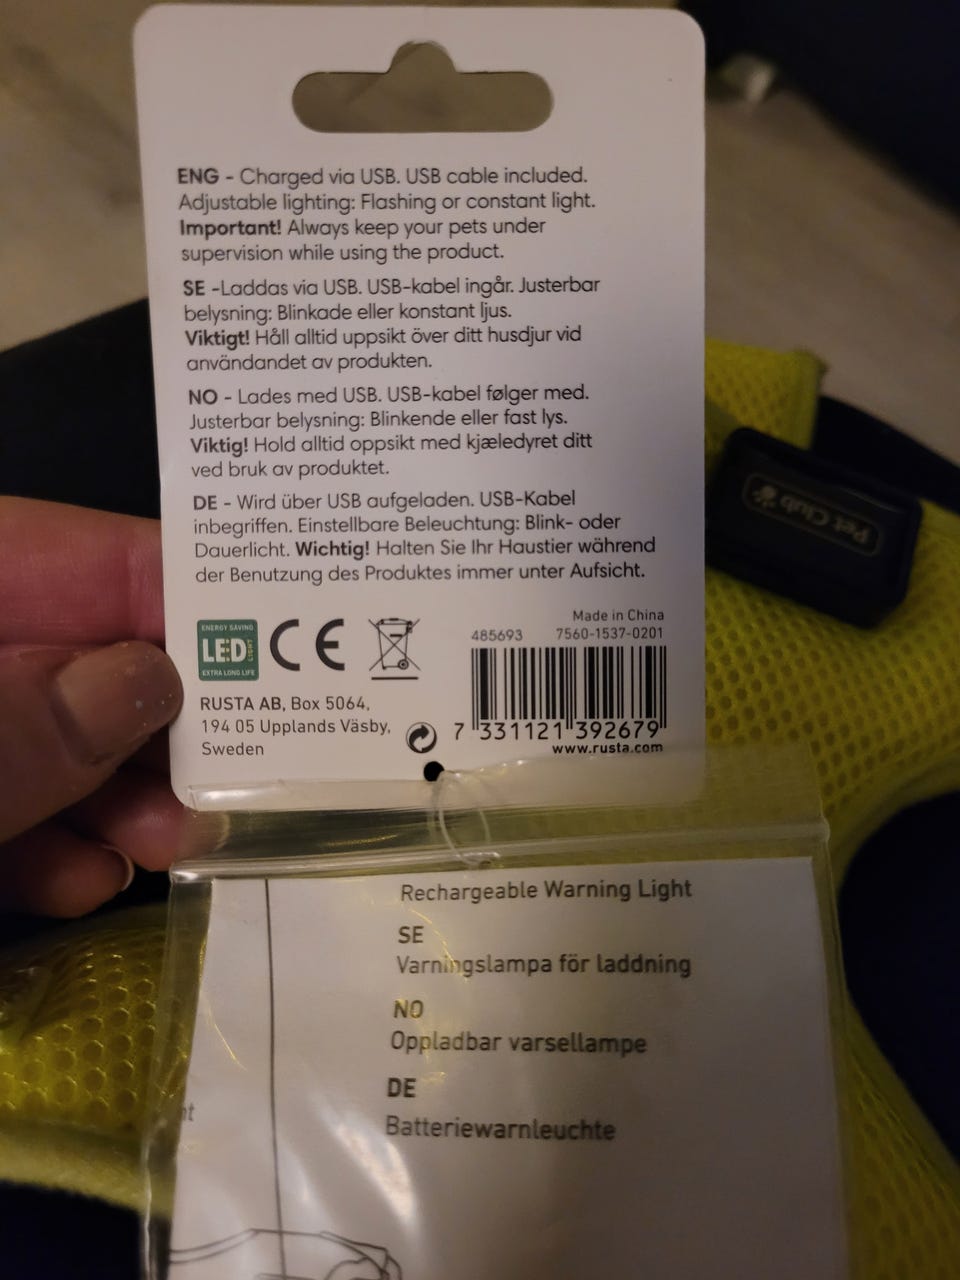 ENG - Charged via USB. USB cable included.
Adjustable lighting: Flashing or constant light.
Important! Always keep your pets under
supervision while using the product.
SE -Laddas via USB. USB-kabel ingår. Justerbar
belysning: Blinkade eller konstant ljus.
Viktigt! Håll alltid uppsikt över ditt husdjur vid
användandet av produkten.
NO - Lades med USB. USB-kabel følger med.
Justerbar belysning: Blinkende eller fast lys.
Viktig! Hold alltid oppsikt med kjæledyret ditt
ved bruk av produktet.
DE - Wird über USB aufgeladen. USB-Kabel
inbegriffen. Einstellbare Beleuchtung: Blink- oder
Dauerlicht. Wichtig! Halten Sie Ihr Haustier während
der Benutzung des Produktes immer unter Aufsicht.
ENERGY SAVING
LED LIGHT
EXTRA LONG LIFE
CE
Made in China
485693 7560-1537-0201
7 331121 392679
www.rusta.com
RUSTA AB, Box 5064,
194 05 Upplands Väsby,
Sweden
Pet Club
Rechargeable Warning Light
SE
Varningslampa för laddning
NO
Oppladbar varsellampe
DE
Batteriewarnleuchte